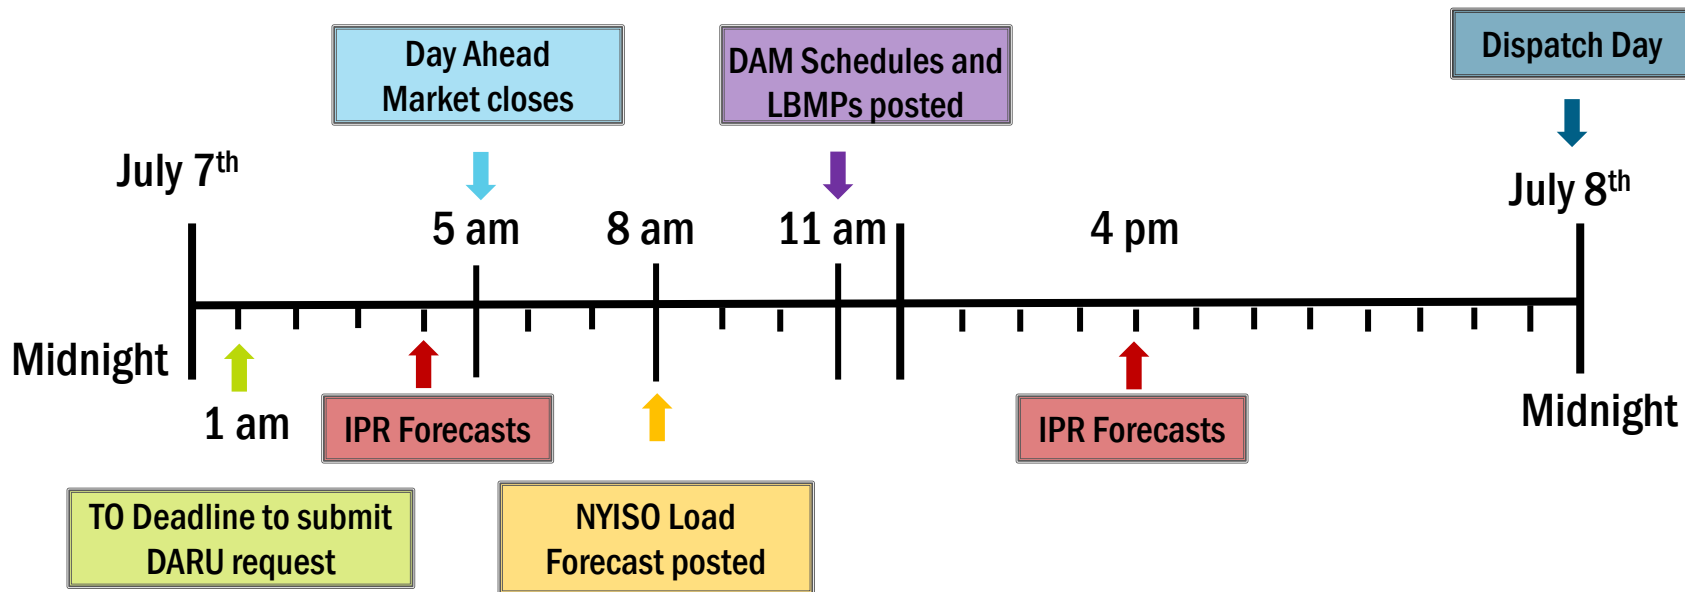 Day Ahead
Market closes
DAM Schedules and
LBMPs posted
Dispatch Day
July 7th
July 8th
5 am
8 am
11 am
4 pm
Midnight
1 am
IPR Forecasts
IPR Forecasts
Midnight
TO Deadline to submit
DARU request
NYISO Load
Forecast posted